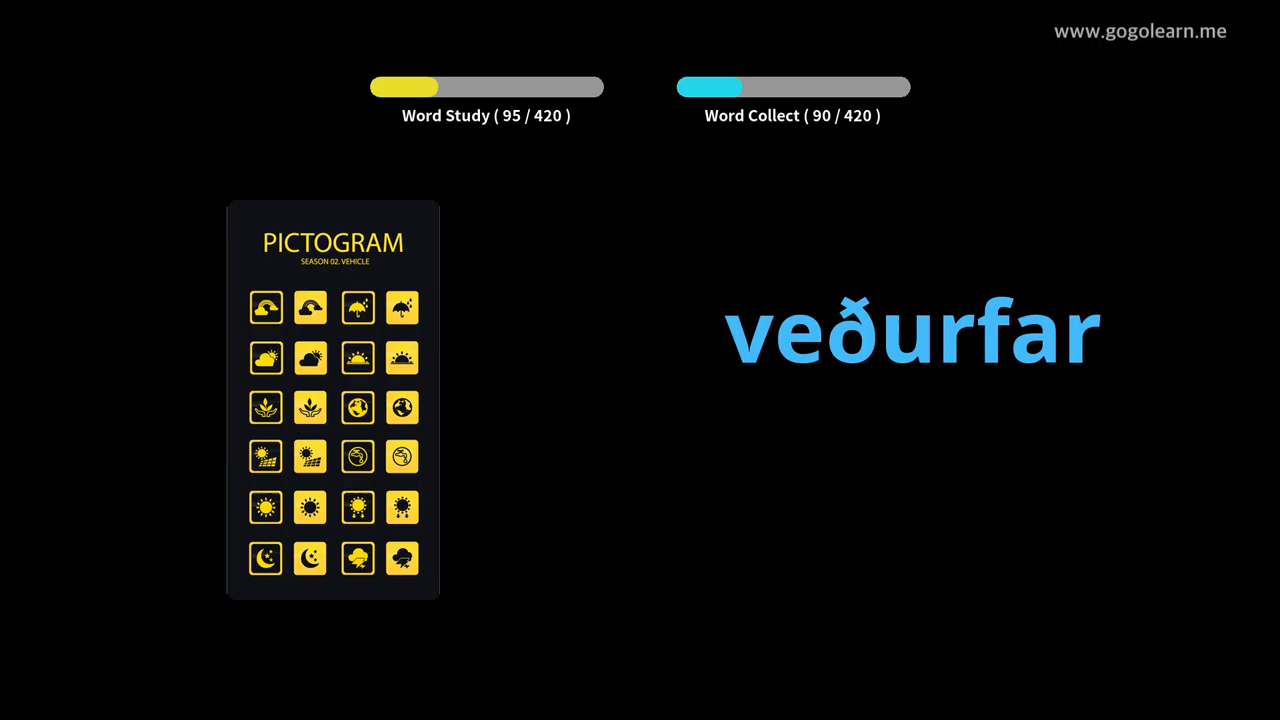 www.gogolearn.me
Word Study ( 95 / 420 )
Word Collect ( 90 / 420 )
PICTOGRAM
SEASON 02. VEHICLE
veðurfar